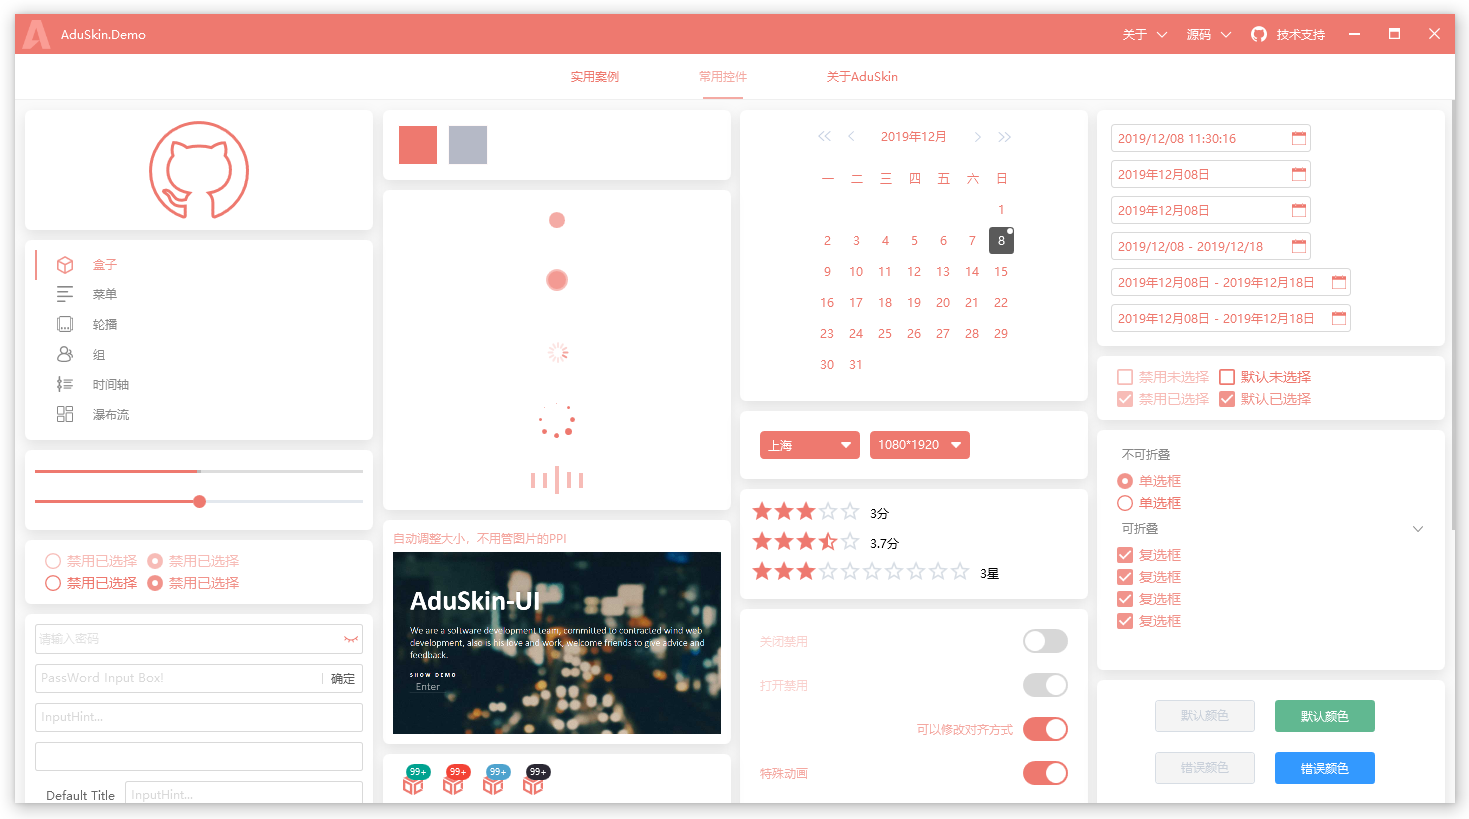 AduSkin.Demo
关于
源码
技术支持
实用案例
常用控件
关于AduSkin
盒子
菜单
轮播
组
时间轴
瀑布流
禁用已选择 禁用已选择
禁用已选择 禁用已选择
请输入密码
PassWord Input Box!
确定
InputHint...
Default Title
InputHint...
自动调整大小，不用管图片的PPI
AduSkin-UI
We are a software development team, committed to contracted wind web
development, also is his love and work, welcome friends to give advice and
feedback.
SHOW DEMO
Enter
99+ 99+ 99+ 99+
2019年12月
一 二 三 四 五 六 日
1
2 3 4 5 6 7 8
9 10 11 12 13 14 15
16 17 18 19 20 21 22
23 24 25 26 27 28 29
30 31
上海
1080*1920
3分
3.7分
3星
关闭禁用
打开禁用
可以修改对齐方式
特殊动画
2019/12/08 11:30:16
2019年12月08日
2019年12月08日
2019/12/08 - 2019/12/18
2019年12月08日 - 2019年12月18日
2019年12月08日 - 2019年12月18日
禁用未选择 默认未选择
禁用已选择 默认已选择
不可折叠
单选框
单选框
可折叠
复选框
复选框
复选框
复选框
默认颜色 默认颜色
错误颜色 错误颜色